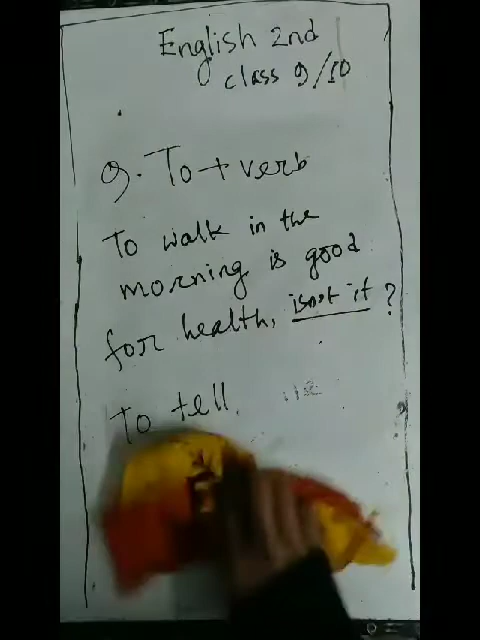 English 2nd
class 9/10
9. To + verb
To walk in the
morning is good
for health, isn't it ?
To tell